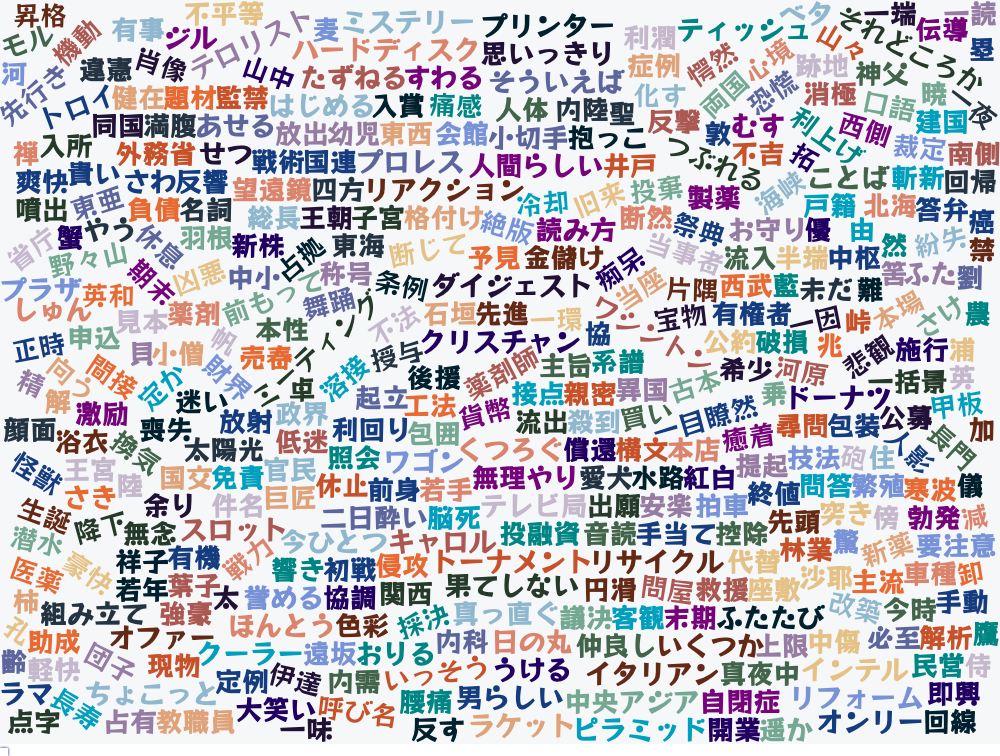 昇格 有事 不平等 麦 ミステリー プリンター ベタ 一端 一読
モル 機動 ジル テロリスト ハードディスク 思いっきり 利潤 ティッシュ 山々 それどころか 伝導 塁
河 先行き 違憲 肖像 山中 たずねる すわる そういえば 症例 愕然 心境 跡地 神父
トロイ 健在 題材 監禁 はじめる 入賞 痛感 人体 内陸 聖 化す 両国 恐慌 消極 口語 暁 一夜
同国 満腹 あせる 放出 幼児 東西 会館 小切手 抱っこ 反撃 敦 むす 利上げ 西側 建国
禅 入所 外務省 せつ 戦術 国連 プロレス 人間らしい 井戸 つぶれる 不吉 拓 裁定 南側
爽快 貴い さわ 反響 望遠鏡 四方 リアクション 冷却 旧来 投棄 製薬 海峡 ことば 斬新 回帰
噴出 東亜 負債 名詞 総長 王朝 子宮 格付け 絶版 読み方 断然 祭典 お守り 優 戸籍 北海 答弁 癌
省庁 蟹 やう 休息 羽根 新株 占拠 東海 断じて 予見 金儲け 痴呆 当事者 流入 半端 中枢 由 然 紛失 禁
野々山 期末 凶悪 中小 前もって 称号 条例 ダイジェスト 当座 片隅 西武 藍 未だ 難 苦 ふた 劉
プラザ 英和 しゅん 見本 薬剤 帆 本性 舞踊 ミーティング 不法 石垣 先進 一環 協 ワシントン 宝物 有権者 一因 峠 本場 さけ 農
正時 申込 貝 小僧 売春 溶接 授与 クリスチャン 主旨 系譜 公約 破損 兆 悲観 施行 浦
精 向う 間接 定か 財界 卓 後援 薬剤師 接点 親密 異国 古本 希少 河原 乗 ドーナツ 一括 景 英
解 激励 迷い 放射 政界 起立 工法 貨幣 流出 殺到 買い 一目瞭然 尋問 包装 公募 甲板
顔面 浴衣 換気 喪失 太陽光 低迷 利回り 包囲 くつろぐ 償還 構文 本店 癒着 人影 長門 加
怪獣 王宮 陸 国交 免責 官民 照会 ワゴン 無理やり 愛犬 水路 紅白 提起 技法 砲 住
さき 余り 件名 巨匠 休止 前身 若手 テレビ局 出願 安楽 拍車 終値 問答 繁殖 寒波 儀
生誕 降下 無念 スロット 二日酔い 脳死 投融資 音読 手当て 控除 先頭 突き 傍 勃発 減
潜水 豪快 祥子 有機 戦力 今ひとつ キャロル トーナメント リサイクル 代替 林業 驚 新薬 要注意
医薬 若年 葉子 響き 初戦 侵攻 関西 果てしない 円滑 問屋 救援 座敷 沙耶 主流 車種 卸
柿 組み立て 強豪 太 誉める 協調 採決 真っ直ぐ 議決 客観 末期 ふたたび 改築 今時 手動
孔 助成 オファー ほんとう 色彩 内科 日の丸 仲良し いくつか 上限 中傷 必至 解析 鷹
齢 軽快 団子 現物 クーラー 遠坂 おりる いっそう うける イタリアン 真夜中 インテル 民営 侍
ラマ 長寿 ちょこっと 定例 伊達 内需 腰痛 男らしい 中央アジア 自閉症 リフォーム 即興
点字 占有 教職員 大笑い 一味 呼び名 反す ラケット ピラミッド 開業 遥か オンリー 回線